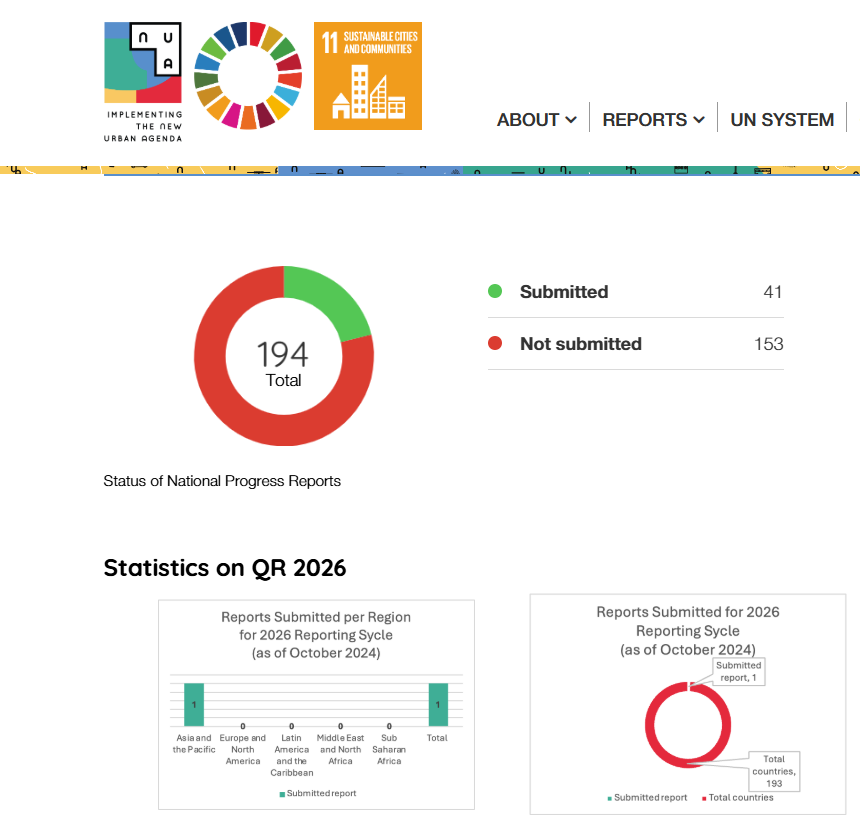 n U
A
IMPLEMENTING
THE NEW
URBAN AGENDA
11 SUSTAINABLE CITIES
AND COMMUNITIES
ABOUT
REPORTS
UN SYSTEM
194
Total
Submitted 41
Not submitted 153
Status of National Progress Reports
Statistics on QR 2026
Reports Submitted per Region
for 2026 Reporting Sycle
(as of October 2024)
1
0
0
0
0
1
Asia and
the Pacific
Europe and
North
America
Latin
America
and the
Caribbean
Middle East
and North
Africa
Sub
Saharan
Africa
Total
Submitted report
Reports Submitted for 2026
Reporting Sycle
(as of October 2024)
Submitted
report, 1
Total
countries,
193
Submitted report
Total countries